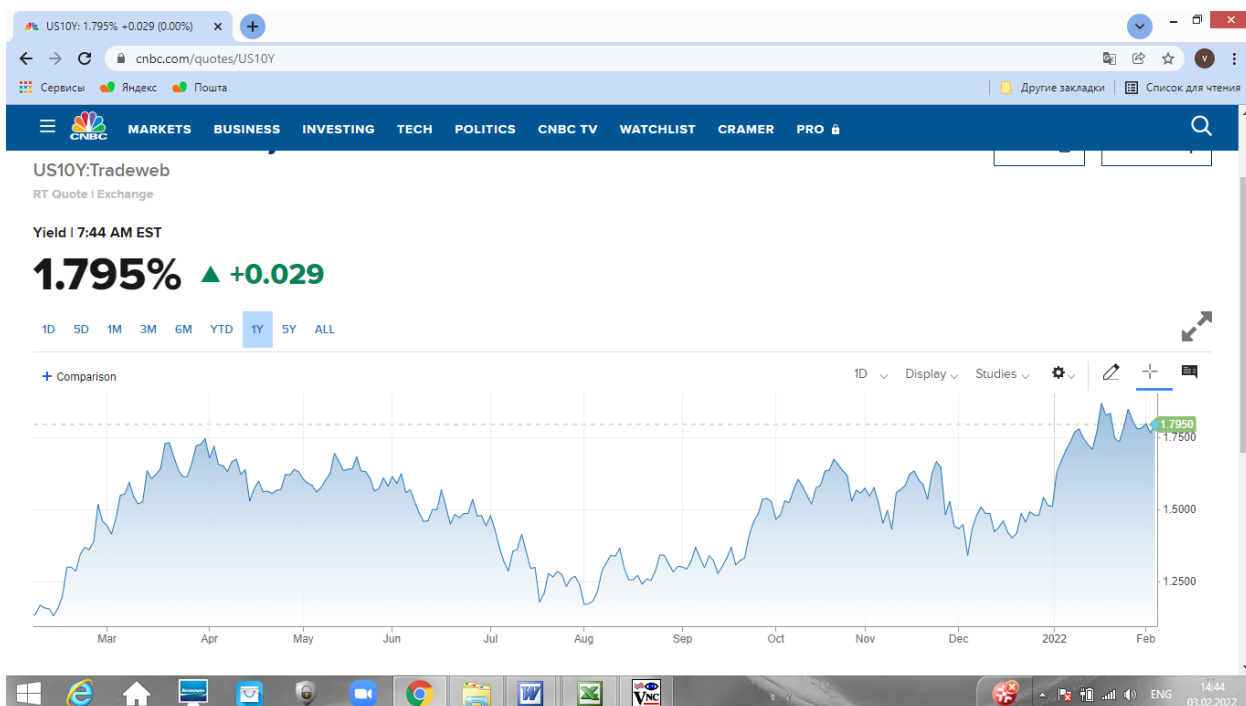 US10Y: 1.795% +0.029 (0.00%)
cnbc.com/quotes/US10Y
V
Сервисы Яндекс Почта Другие закладки Список для чтения
CNBC MARKETS BUSINESS INVESTING TECH POLITICS CNBC TV WATCHLIST CRAMER PRO
US10Y:Tradeweb
RT Quote | Exchange
Yield | 7:44 AM EST
1.795% ▲ +0.029
1D 5D 1M 3M 6M YTD 1Y 5Y ALL
+ Comparison 1D Display Studies
1.7950
1.7500
1.5000
1.2500
Mar Apr May Jun Jul Aug Sep Oct Nov Dec 2022 Feb
lenovo W X VNC ENG 14:44
03.02.2022